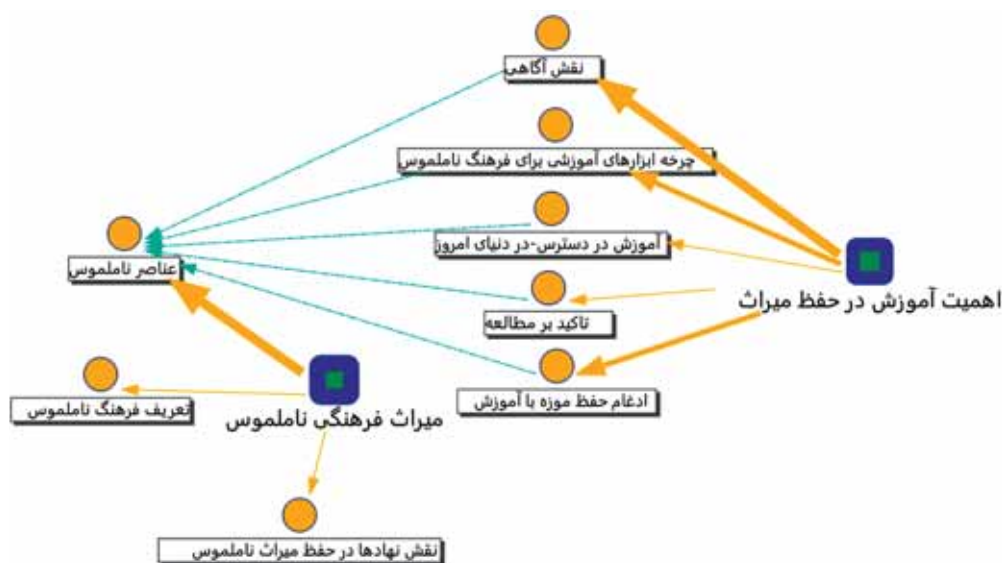 نقش آگاهی
چرخه ابزارهای آموزشی برای فرهنگ ناملموس
آموزش در دسترس-در دنیای امروز
عناصر ناملموس
اهمیت آموزش در حفظ میراث
تاکید بر مطالعه
ادغام حفظ موزه با آموزش
تعریف فرهنگ ناملموس
میراث فرهنگی ناملموس
نقش نهادها در حفظ میراث ناملموس